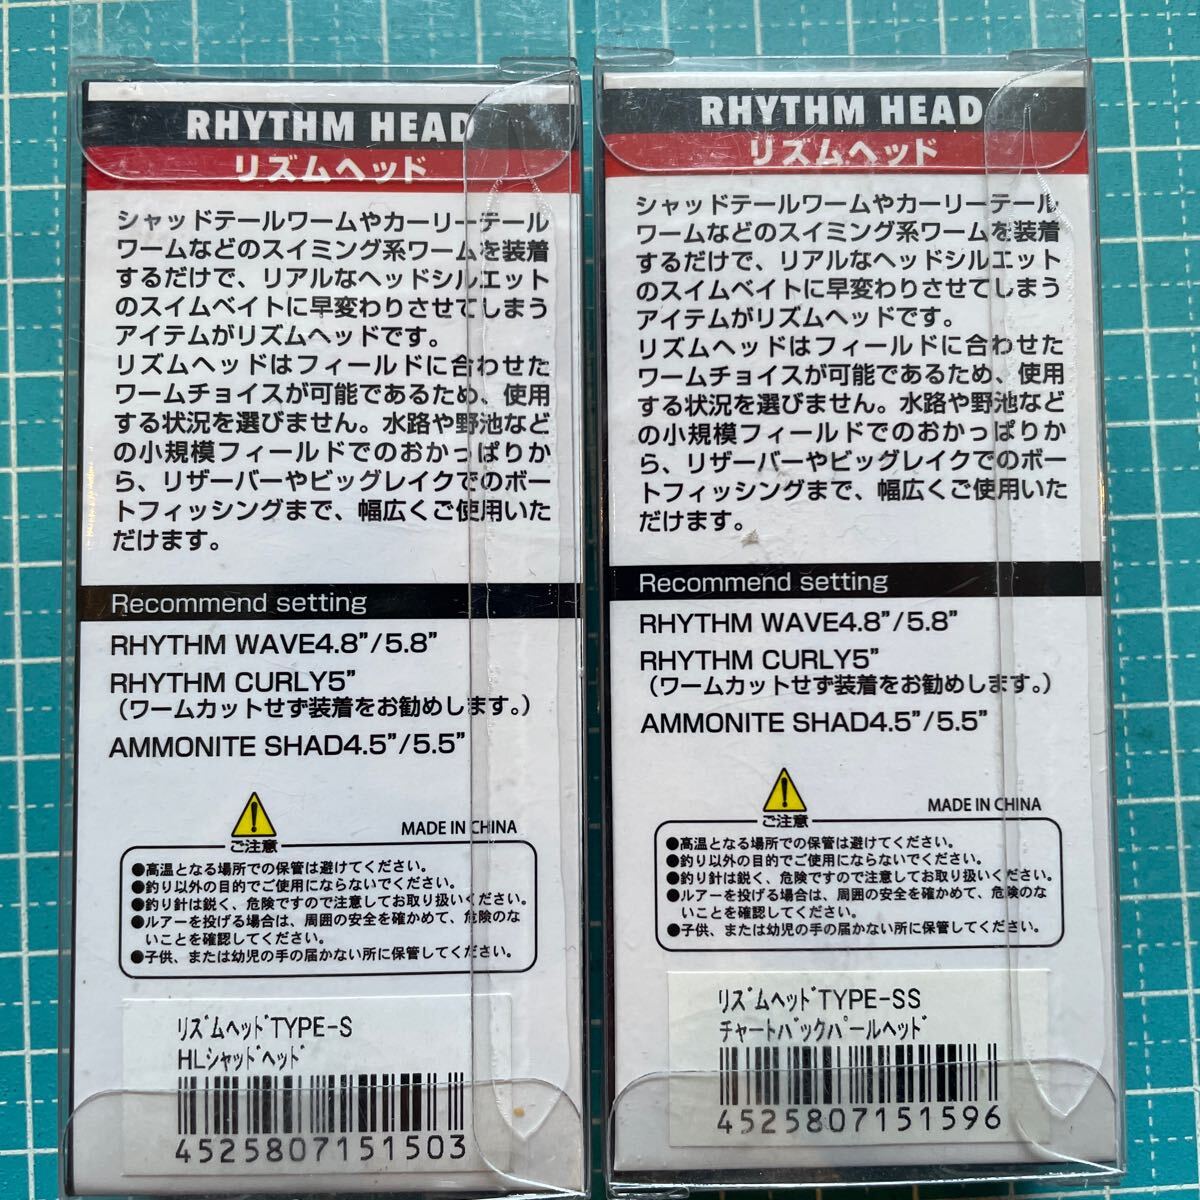 RHYTHM HEAD
リズムヘッド
シャッドテールワームやカーリーテール
ワームなどのスイミング系ワームを装着
するだけで、リアルなヘッドシルエット
のスイムベイトに早変わりさせてしまう
アイテムがリズムヘッドです。
リズムヘッドはフィールドに合わせた
ワームチョイスが可能であるため、使用
する状況を選びません。水路や野池など
の小規模フィールドでのおかっぱりか
ら、リザーバーやビッグレイクでのボー
トフィッシングまで、幅広くご使用いた
だけます。
Recommend setting
RHYTHM WAVE4.8”/5.8”
RHYTHM CURLY5”
（ワームカットせず装着をお勧めします。）
AMMONITE SHAD4.5”/5.5”
MADE IN CHINA
ご注意
●高温となる場所での保管は避けてください。
●釣り以外の目的でご使用にならないでください。
●釣り針は鋭く、危険ですので注意してお取り扱いください。
●ルアーを投げる場合は、周囲の安全を確かめて、危険のな
いことを確認してください。
●子供、または幼児の手の届かない所に保管してください。
ﾘｽﾞﾑﾍｯﾄﾞTYPE-S
HLｼｬｯﾄﾞﾍｯﾄﾞ
4525807151503
RHYTHM HEAD
リズムヘッド
シャッドテールワームやカーリーテール
ワームなどのスイミング系ワームを装着
するだけで、リアルなヘッドシルエット
のスイムベイトに早変わりさせてしまう
アイテムがリズムヘッドです。
リズムヘッドはフィールドに合わせた
ワームチョイスが可能であるため、使用
する状況を選びません。水路や野池など
の小規模フィールドでのおかっぱりか
ら、リザーバーやビッグレイクでのボー
トフィッシングまで、幅広くご使用いただ
だけます。
Recommend setting
RHYTHM WAVE4.8”/5.8”
RHYTHM CURLY5”
（ワームカットせず装着をお勧めします。）
AMMONITE SHAD4.5”/5.5”
MADE IN CHINA
ご注意
●高温となる場所での保管は避けてください。
●釣り以外の目的でご使用にならないでください。
●釣り針は鋭く、危険ですので注意してお取り扱いください。
●ルアーを投げる場合は、周囲の安全を確かめて、危険のな
いことを確認してください。
●子供、または幼児の手の届かない所に保管してください。
ﾘｽﾞﾑﾍｯﾄﾞTYPE-SS
ﾁｬｰﾄﾊﾞｯｸﾊﾟｰﾙﾍｯﾄﾞ
4525807151596